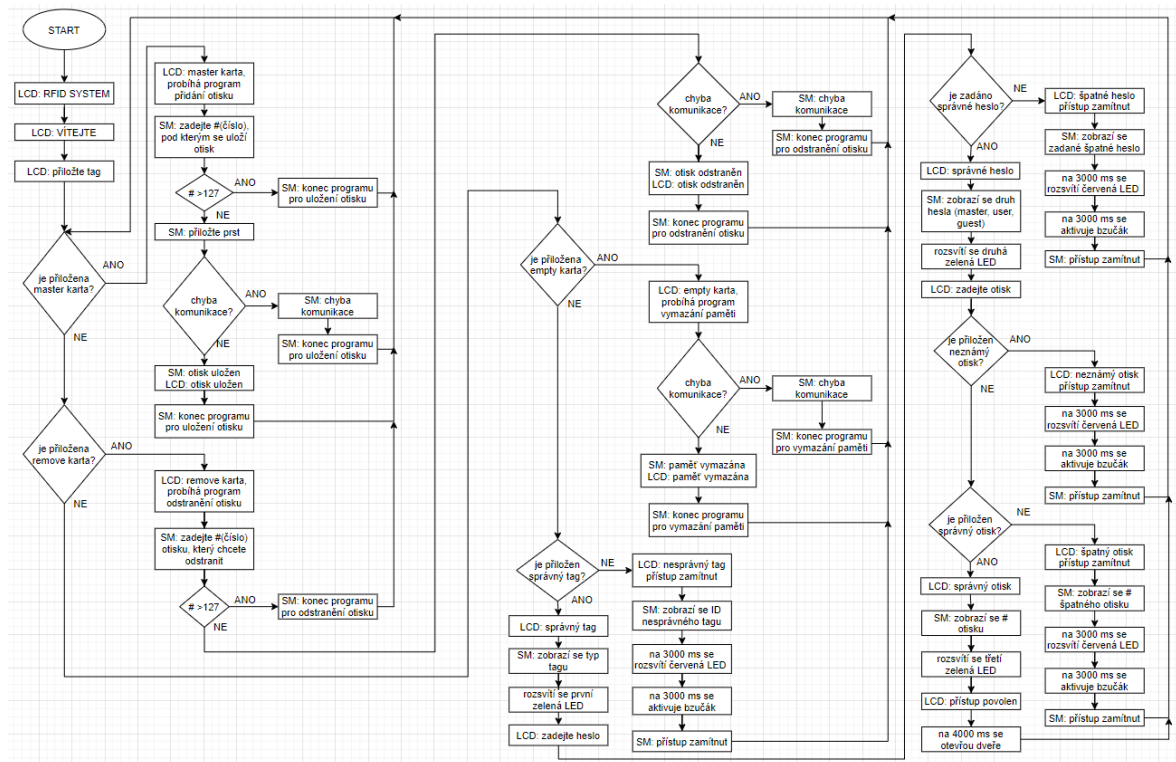 START
LCD: RFID SYSTEM
LCD: VÍTEJTE
LCD: přiložte tag
je přiložena
master karta?
ANO
NE
je přiložena
remove karta?
ANO
NE
LCD: master karta,
probíhá program
přidání otisku
SM: zadejte #(číslo),
pod kterým se uloží
otisk
# >127
ANO
NE
SM: konec programu
pro uložení otisku
SM: přiložte prst
chyba
komunikace?
ANO
NE
SM: chyba
komunikace
SM: konec programu
pro uložení otisku
SM: otisk uložen
LCD: otisk uložen
SM: konec programu
pro uložení otisku
LCD: remove karta,
probíhá program
odstranění otisku
SM: zadejte #(číslo)
otisku, který chcete
odstranit
# >127
ANO
NE
SM: konec programu
pro odstranění otisku
chyba
komunikace?
ANO
NE
SM: chyba
komunikace
SM: konec programu
pro odstranění otisku
SM: otisk odstraněn
LCD: otisk odstraněn
SM: konec programu
pro odstranění otisku
je přiložena
empty karta?
ANO
NE
LCD: empty karta,
probíhá program
vymazání paměti
chyba
komunikace?
ANO
NE
SM: chyba
komunikace
SM: konec programu
pro vymazání paměti
SM: paměť vymazána
LCD: paměť vymazána
SM: konec programu
pro vymazání paměti
je přiložen
správný tag?
NE
ANO
LCD: nesprávný tag
přístup zamítnut
SM: zobrazí se ID
nesprávného tagu
na 3000 ms se
rozsvítí červená LED
na 3000 ms se
aktivuje bzučák
SM: přístup zamítnut
LCD: správný tag
SM: zobrazí se typ
tagu
rozsvítí se první
zelená LED
LCD: zadejte heslo
je zadáno
správné heslo?
NE
ANO
LCD: špatné heslo
přístup zamítnut
SM: zobrazí se
zadané špatné heslo
na 3000 ms se
rozsvítí červená LED
na 3000 ms se
aktivuje bzučák
SM: přístup zamítnut
LCD: správné heslo
SM: zobrazí se druh
hesla (master, user,
guest)
rozsvítí se druhá
zelená LED
LCD: zadejte otisk
je přiložen
neznámý
otisk?
ANO
NE
LCD: neznámý otisk
přístup zamítnut
na 3000 ms se
rozsvítí červená LED
na 3000 ms se
aktivuje bzučák
SM: přístup zamítnut
je přiložen
správný otisk?
NE
ANO
LCD: špatný otisk
přístup zamítnut
SM: zobrazí se #
špatného otisku
na 3000 ms se
rozsvítí červená LED
na 3000 ms se
aktivuje bzučák
SM: přístup zamítnut
LCD: správný otisk
SM: zobrazí se #
otisku
rozsvítí se třetí
zelená LED
LCD: přístup povolen
na 4000 ms se
otevřou dveře